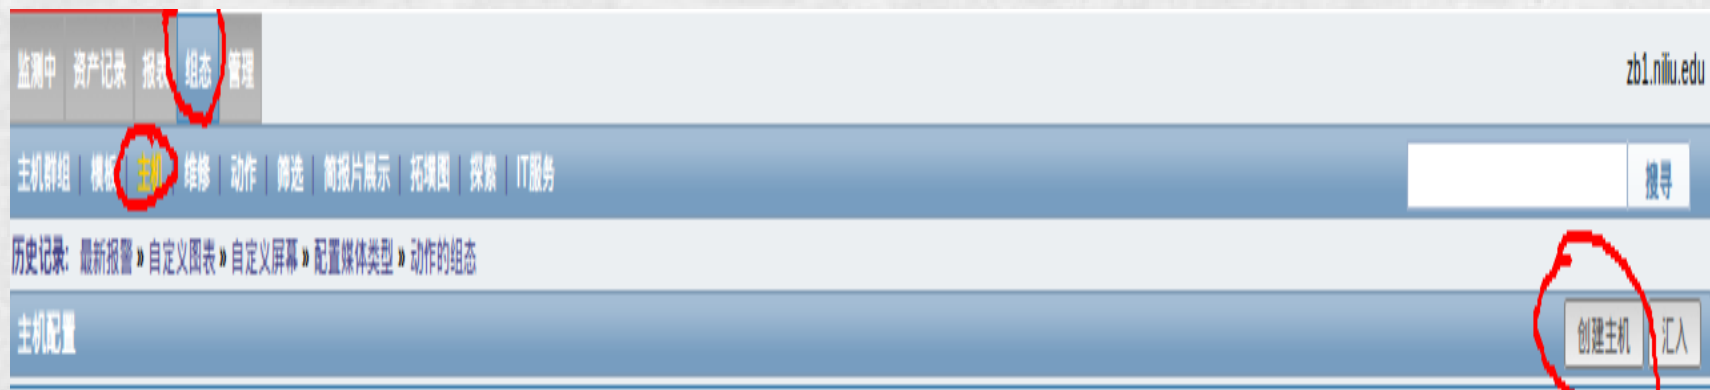 监测中 资产记录 报表 组态 管理
zb1.niliu.edu
主机群组 | 模板 | 主机 | 维修 | 动作 | 筛选 | 简报片展示 | 拓墣图 | 探索 | IT服务
搜寻
历史记录: 最新报警 » 自定义图表 » 自定义屏幕 » 配置媒体类型 » 动作的组态
主机配置
创建主机 汇入